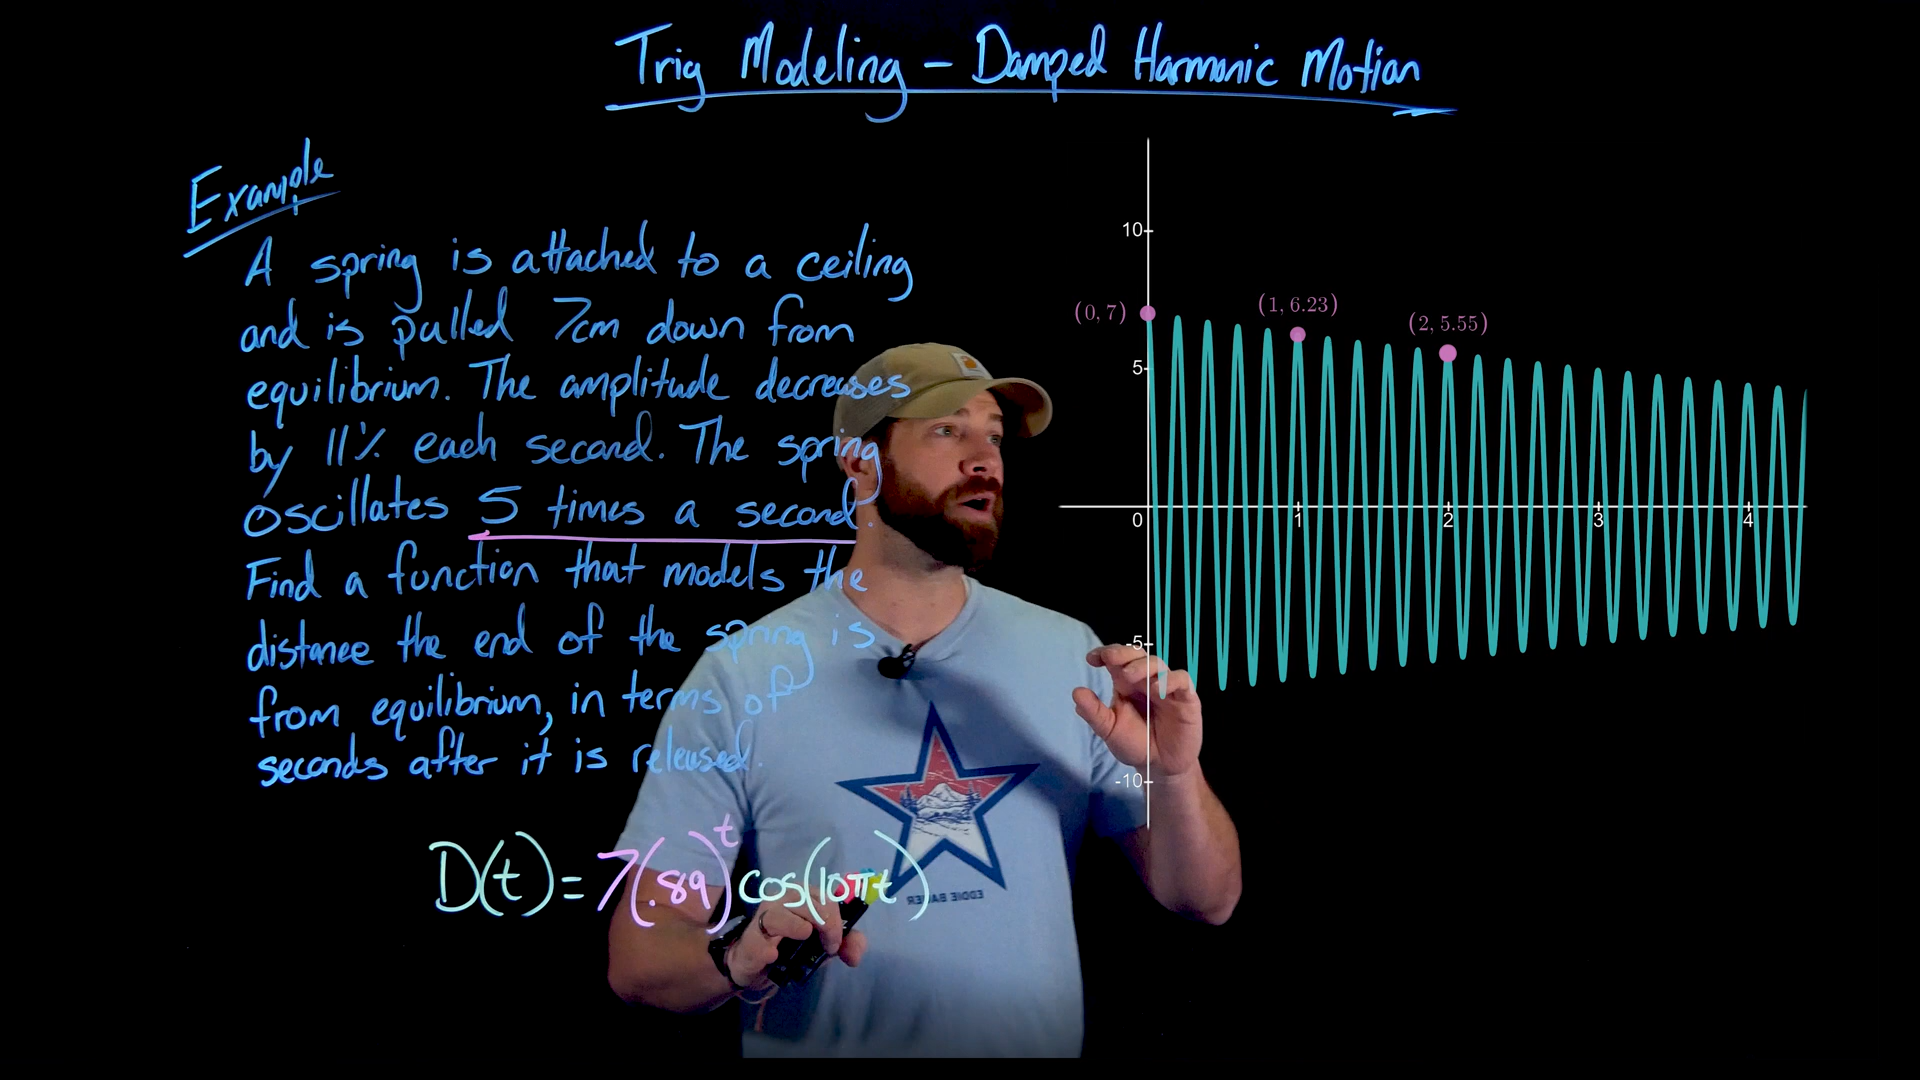 Trig Modeling - Damped Harmonic Motion
Example
A spring is attached to a ceiling
and is pulled 7cm down from
equilibrium. The amplitude decreases
by 11% each second. The spring
oscillates 5 times a second.
Find a function that models the
distance the end of the spring is
from equilibrium, in terms of
seconds after it is released.
D(t) = 7(.89)^t cos(10πt)
10
(0, 7)
(1, 6.23)
(2, 5.55)
5
0
1
2
3
4
-5
-10
EDDIE BAUER